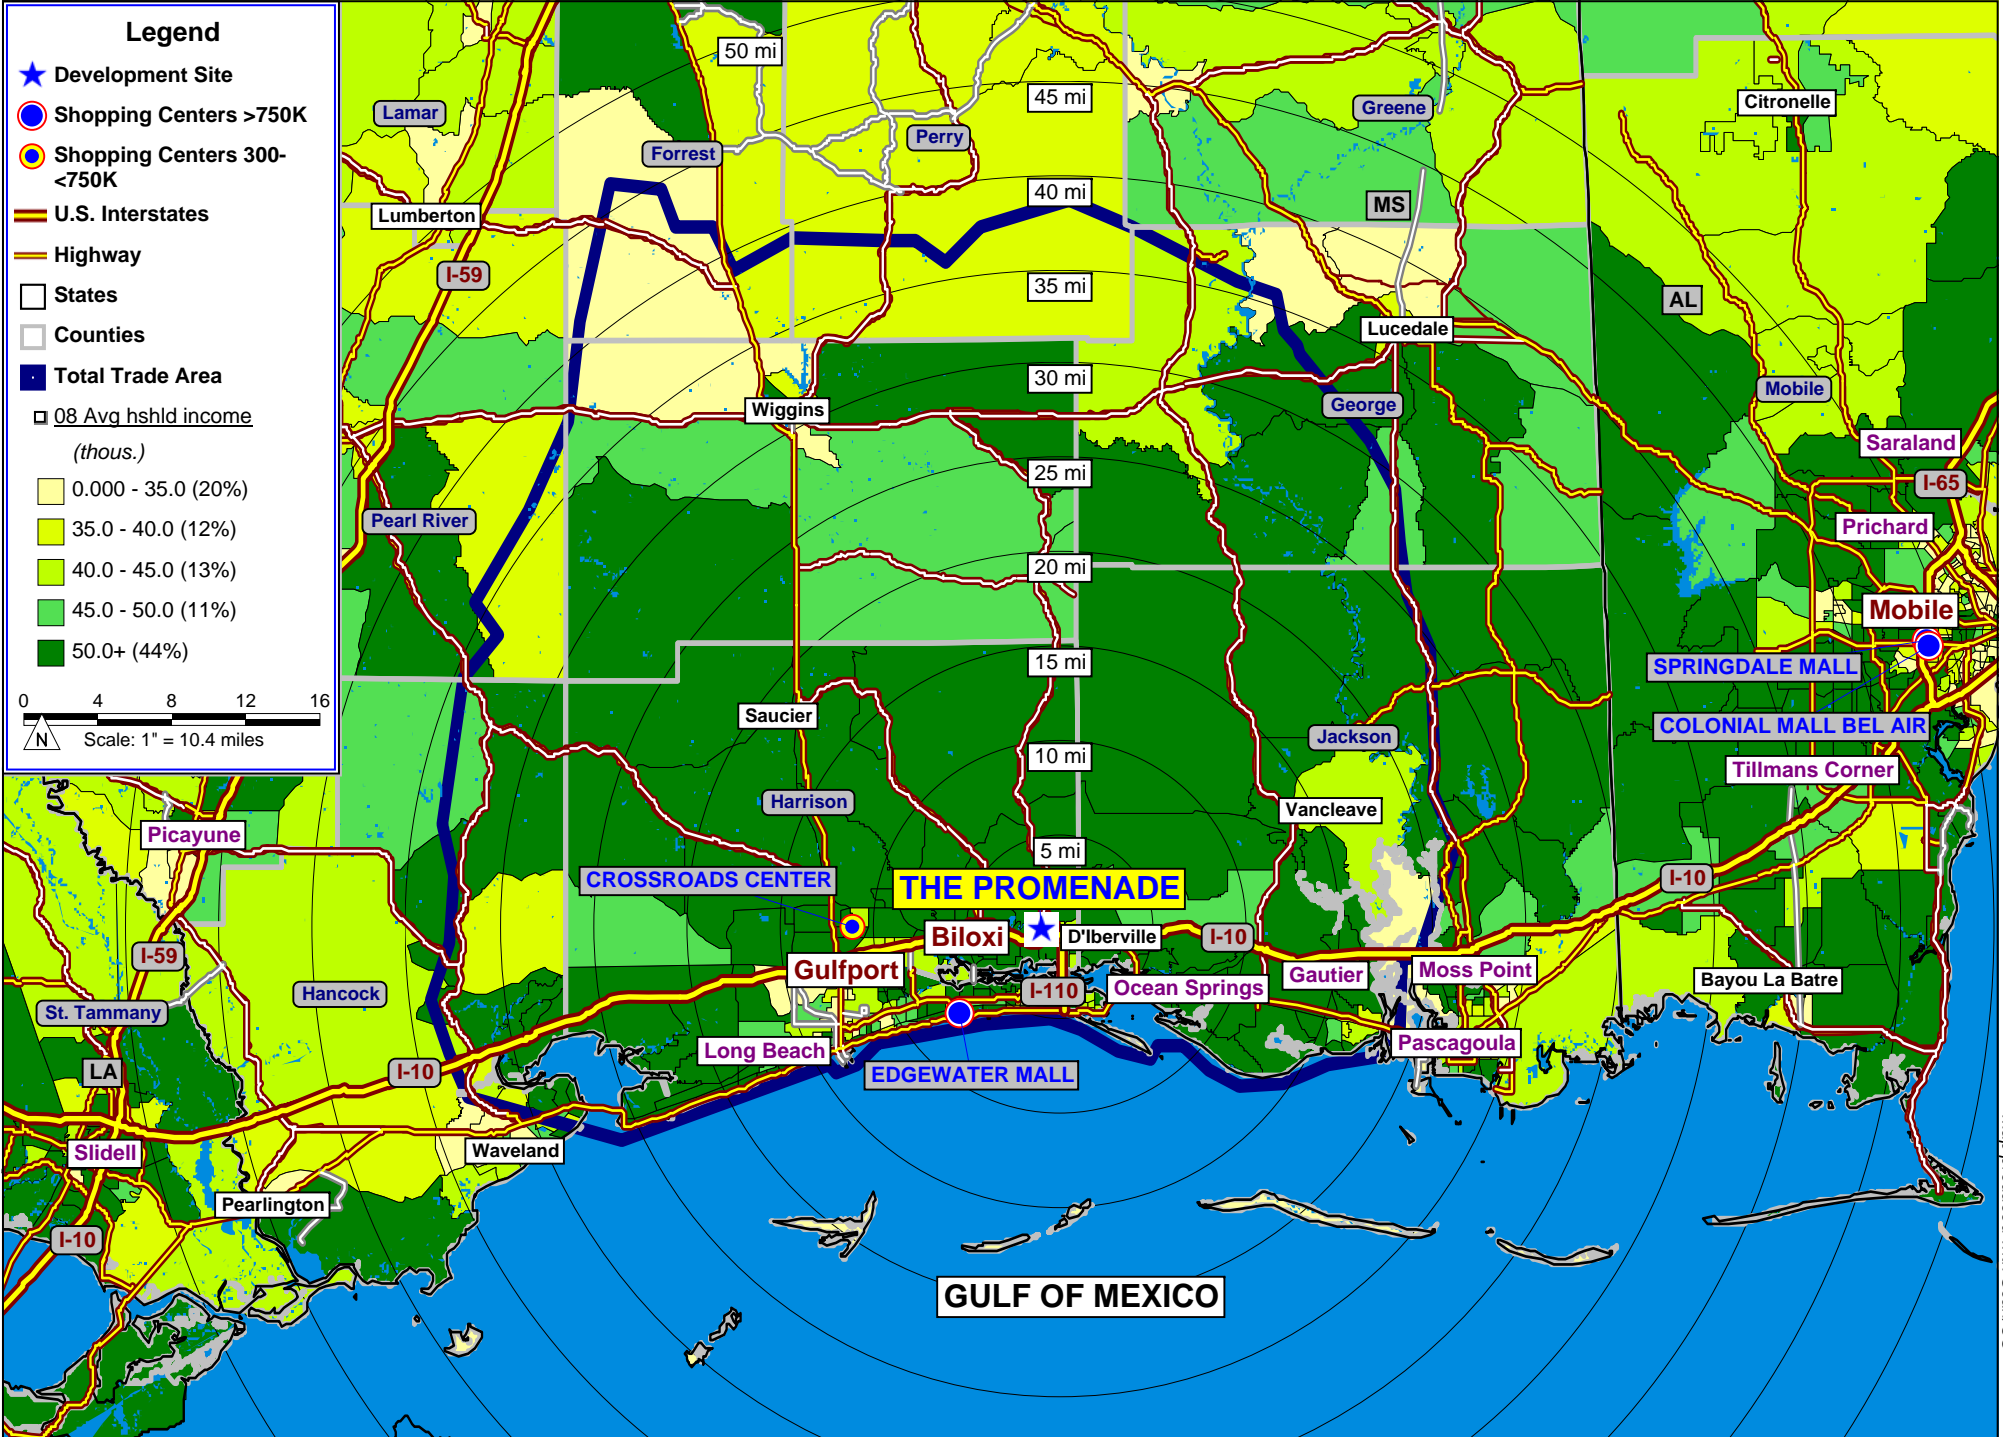 Legend
Development Site
Shopping Centers >750K
Shopping Centers 300-
<750K
U.S. Interstates
Highway
States
Counties
Total Trade Area
08 Avg hshld income
(thous.)
0.000 - 35.0 (20%)
35.0 - 40.0 (12%)
40.0 - 45.0 (13%)
45.0 - 50.0 (11%)
50.0+ (44%)
0 4 8 12 16
N
Scale: 1" = 10.4 miles
50 mi
45 mi
40 mi
35 mi
30 mi
25 mi
20 mi
15 mi
10 mi
5 mi
Lamar
Forrest
Perry
Greene
Citronelle
Lumberton
MS
I-59
AL
Lucedale
Wiggins
George
Mobile
Saraland
I-65
Pearl River
Prichard
Mobile
SPRINGDALE MALL
Saucier
COLONIAL MALL BEL AIR
Jackson
Tillmans Corner
Harrison
Vancleave
Picayune
CROSSROADS CENTER
THE PROMENADE
I-10
Biloxi
D'Iberville
I-10
I-59
Gulfport
Gautier
Moss Point
Bayou La Batre
Hancock
I-110
Ocean Springs
St. Tammany
Long Beach
Pascagoula
LA
I-10
EDGEWATER MALL
Slidell
Waveland
Pearlington
I-10
GULF OF MEXICO